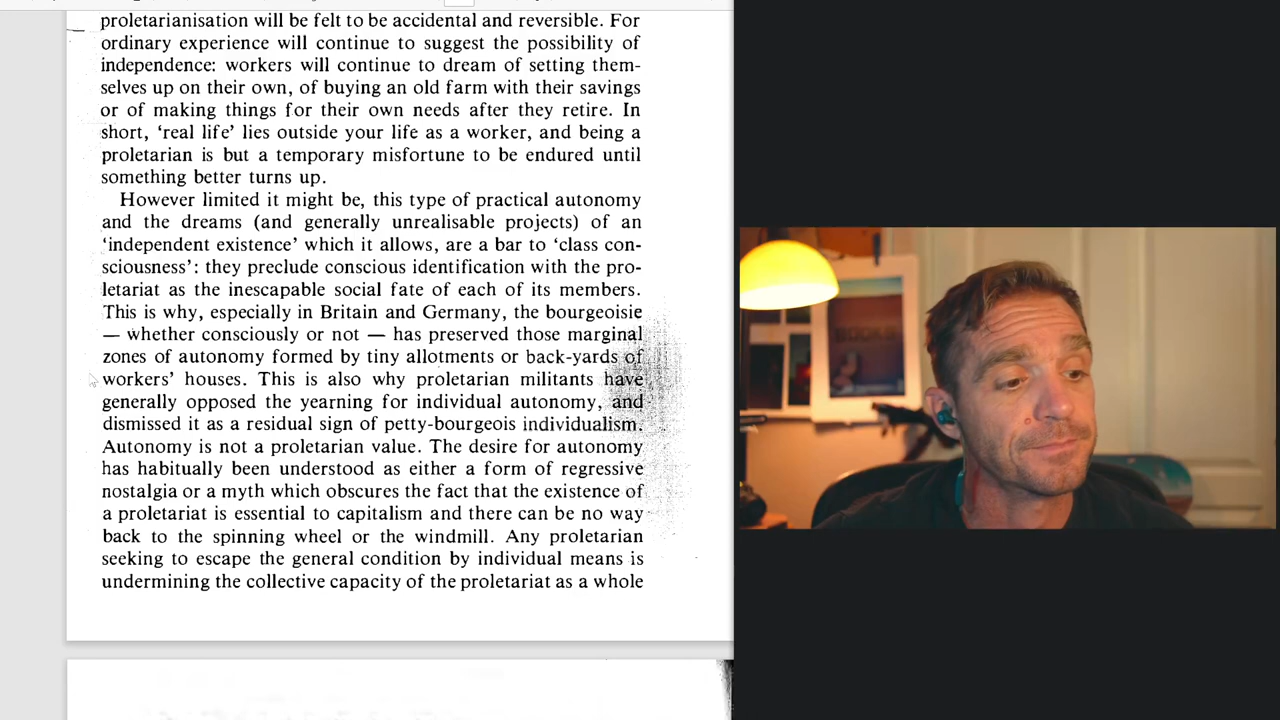 proletarianisation will be felt to be accidental and reversible. For
ordinary experience will continue to suggest the possibility of
independence: workers will continue to dream of setting them-
selves up on their own, of buying an old farm with their savings
or of making things for their own needs after they retire. In
short, ‘real life’ lies outside your life as a worker, and being a
proletarian is but a temporary misfortune to be endured until
something better turns up.
However limited it might be, this type of practical autonomy
and the dreams (and generally unrealisable projects) of an
‘independent existence’ which it allows, are a bar to ‘class con-
sciousness’: they preclude conscious identification with the pro-
letariat as the inescapable social fate of each of its members.
This is why, especially in Britain and Germany, the bourgeoisie
— whether consciously or not — has preserved those marginal
zones of autonomy formed by tiny allotments or back-yards of
workers’ houses. This is also why proletarian militants have
generally opposed the yearning for individual autonomy, and
dismissed it as a residual sign of petty-bourgeois individualism.
Autonomy is not a proletarian value. The desire for autonomy
has habitually been understood as either a form of regressive
nostalgia or a myth which obscures the fact that the existence of
a proletariat is essential to capitalism and there can be no way
back to the spinning wheel or the windmill. Any proletarian
seeking to escape the general condition by individual means is
undermining the collective capacity of the proletariat as a whole